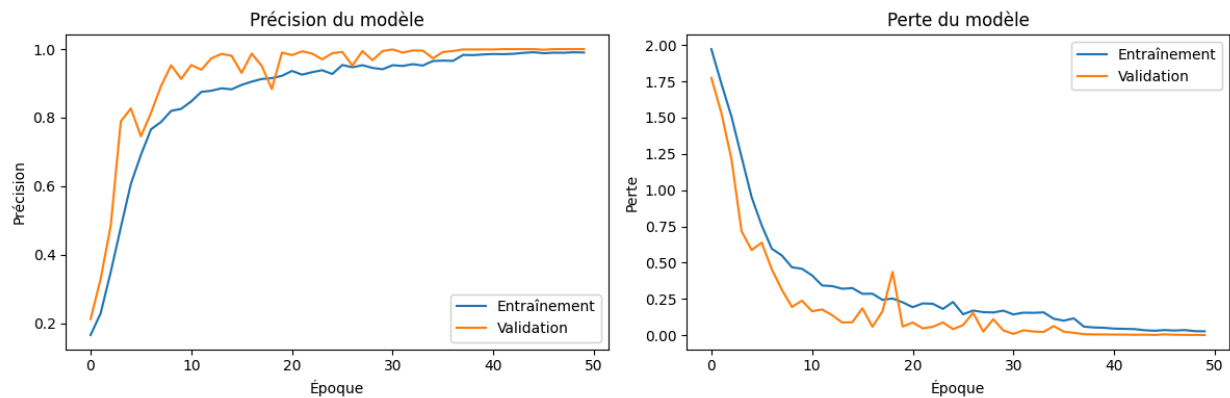 Précision du modèle
1.0
0.8
0.6
0.4
0.2
Précision
0
10
20
30
40
50
Époque
Entraînement
Validation
Perte du modèle
2.00
1.75
1.50
1.25
1.00
0.75
0.50
0.25
0.00
Perte
0
10
20
30
40
50
Époque
Entraînement
Validation